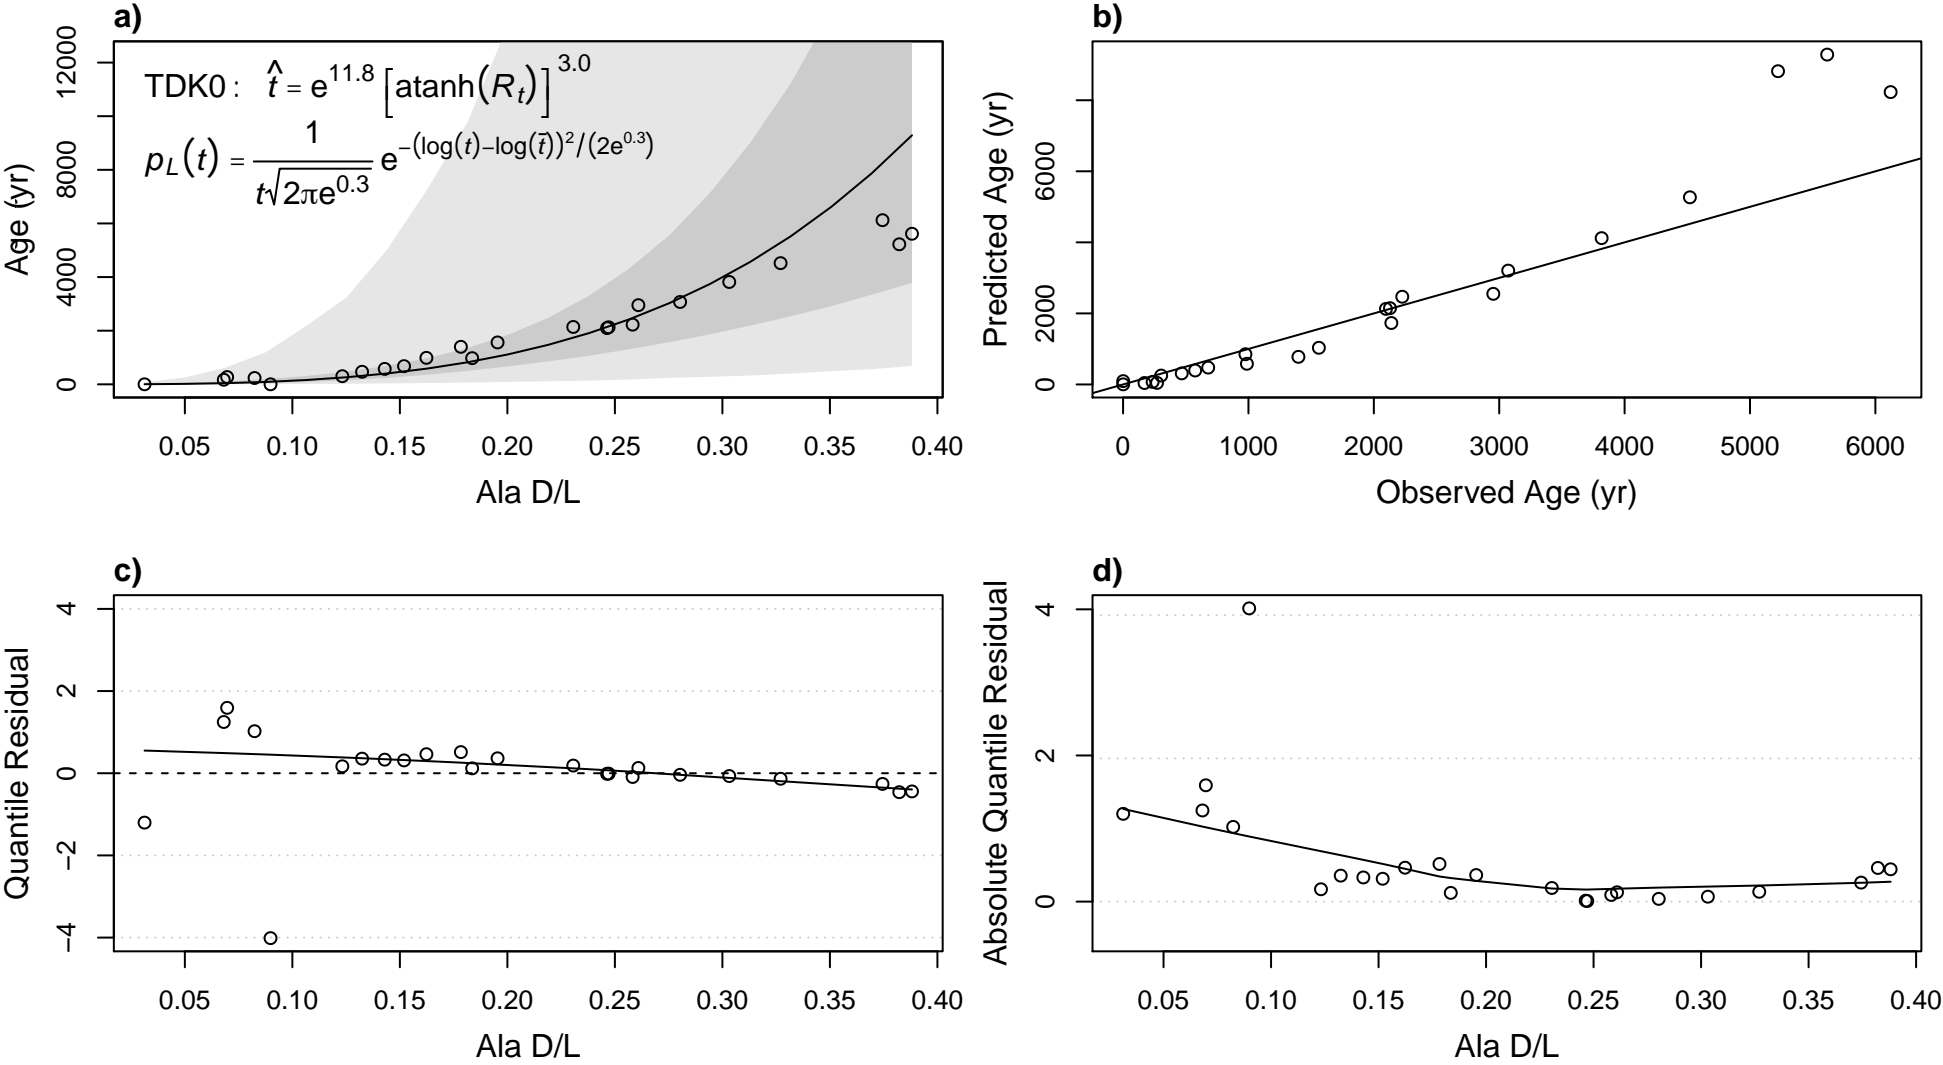 a)
TDK0: t̂ = e^11.8 [atanh(R_t)]^3.0
p_L(t) = 1 / (t√(2πe^0.3)) e^−(log(t)−log(t̄))^2/(2e^0.3)
Age (yr)
0 4000 8000 12000
0.05 0.10 0.15 0.20 0.25 0.30 0.35 0.40
Ala D/L
b)
Predicted Age (yr)
0 2000 6000
0 1000 2000 3000 4000 5000 6000
Observed Age (yr)
c)
Quantile Residual
−4 −2 0 2 4
0.05 0.10 0.15 0.20 0.25 0.30 0.35 0.40
Ala D/L
d)
Absolute Quantile Residual
0 2 4
0.05 0.10 0.15 0.20 0.25 0.30 0.35 0.40
Ala D/L